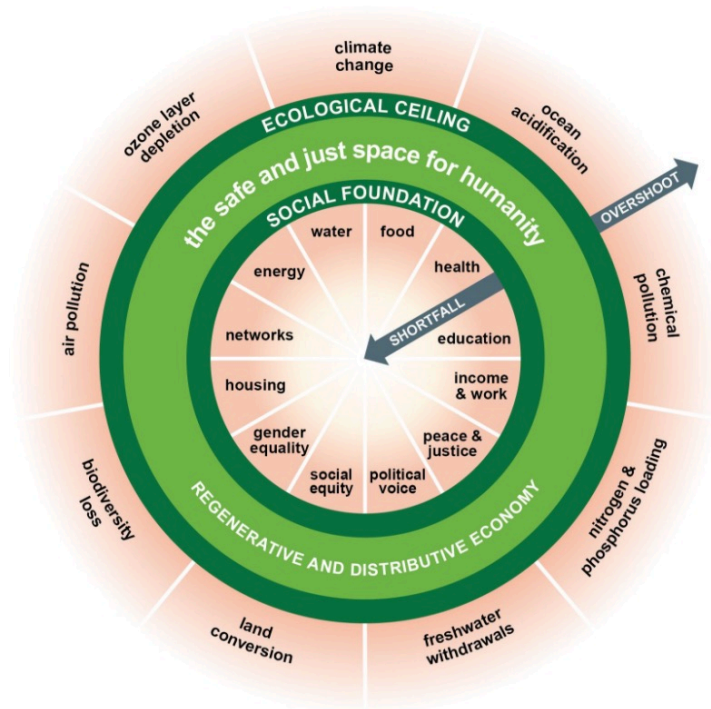 climate
change
ozone layer
depletion
ocean
acidification
ECOLOGICAL CEILING
the safe and just space for humanity
OVERSHOOT
SOCIAL FOUNDATION
water
food
energy
health
SHORTFALL
air pollution
chemical
pollution
networks
education
housing
income
& work
gender
equality
peace &
justice
social
equity
political
voice
biodiversity
loss
nitrogen &
phosphorus loading
REGENERATIVE AND DISTRIBUTIVE ECONOMY
land
conversion
freshwater
withdrawals